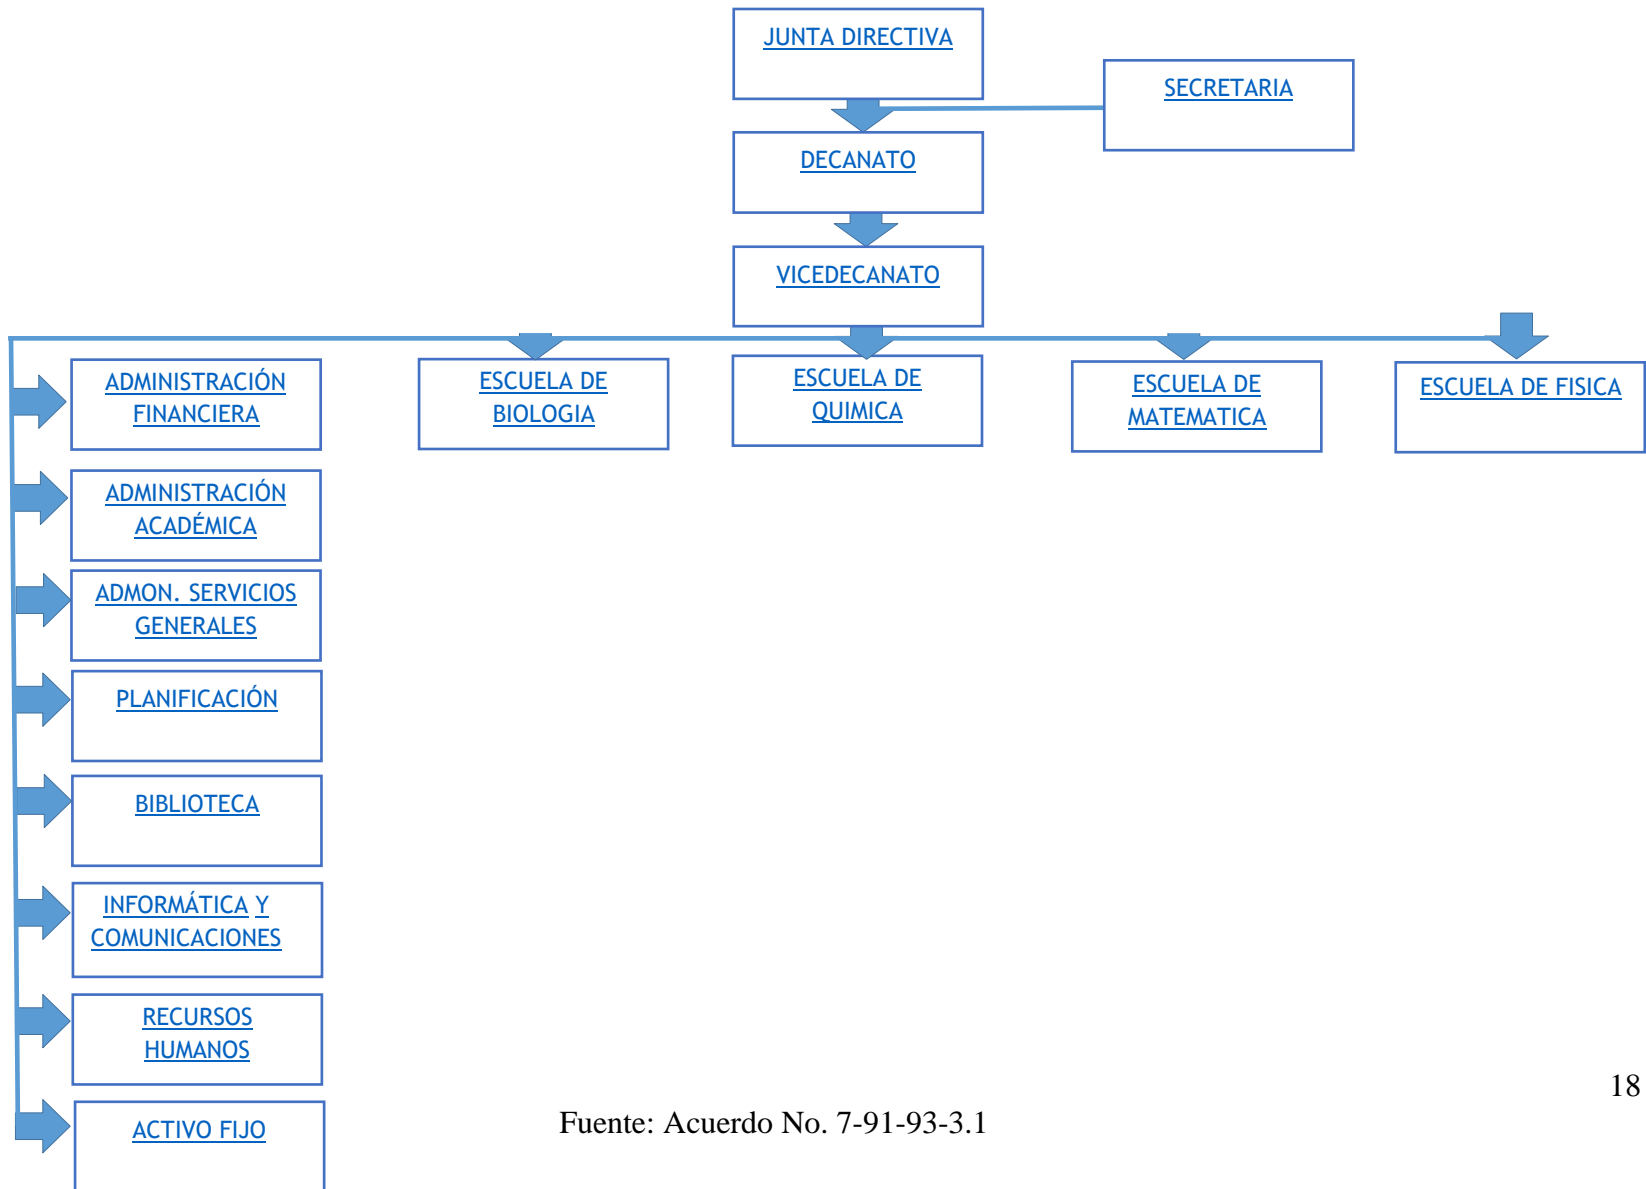 JUNTA DIRECTIVA
SECRETARIA
DECANATO
VICEDECANATO
ADMINISTRACIÓN
FINANCIERA
ESCUELA DE
BIOLOGIA
ESCUELA DE
QUIMICA
ESCUELA DE
MATEMATICA
ESCUELA DE FISICA
ADMINISTRACIÓN
ACADÉMICA
ADMON. SERVICIOS
GENERALES
PLANIFICACIÓN
BIBLIOTECA
INFORMÁTICA Y
COMUNICACIONES
RECURSOS
HUMANOS
ACTIVO FIJO
Fuente: Acuerdo No. 7-91-93-3.1
18